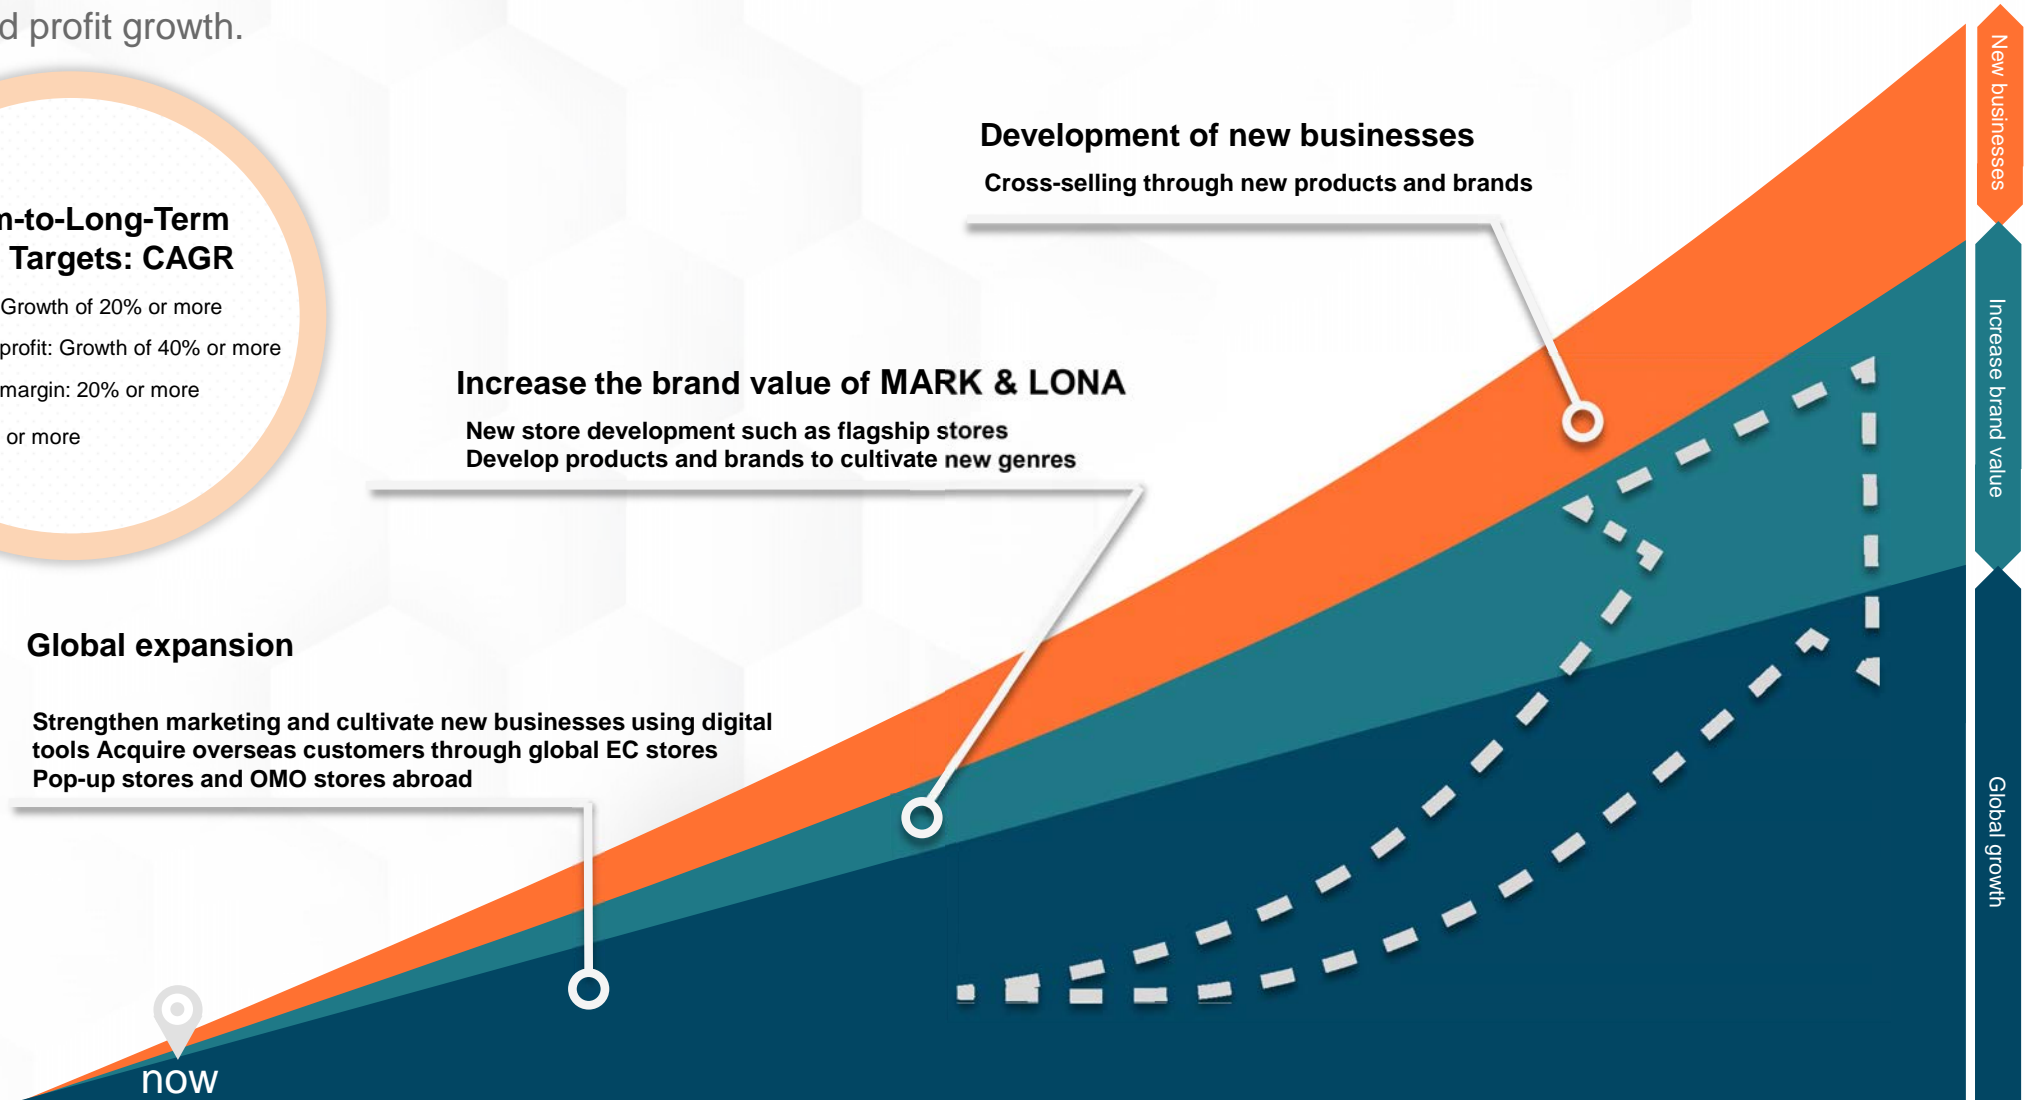 profit growth.
Development of new businesses
Cross-selling through new products and brands
-to-Long-Term
Targets: CAGR
Growth of 20% or more
profit: Growth of 40% or more
margin: 20% or more
or more
Increase the brand value of MARK & LONA
New store development such as flagship stores
Develop products and brands to cultivate new genres
Global expansion
Strengthen marketing and cultivate new businesses using digital
tools Acquire overseas customers through global EC stores
Pop-up stores and OMO stores abroad
now
New businesses
Increase brand value
Global growth